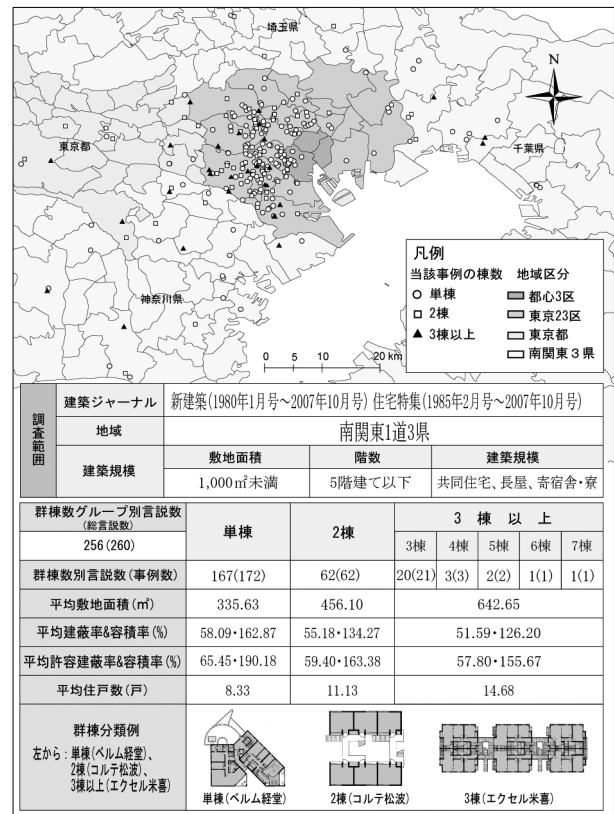 埼玉県
N
東京都
千葉県
神奈川県
凡例
当該事例の棟数 地域区分
単棟 都心3区
2棟 東京23区
3棟以上 東京都
南関東3県
0 5 10 20 km
調査範囲
建築ジャーナル 新建築(1980年1月号～2007年10月号) 住宅特集(1985年2月号～2007年10月号)
地域 南関東1道3県
建築規模 敷地面積 階数 建築規模
1,000㎡未満 5階建て以下 共同住宅、長屋、寄宿舎・寮
群棟数グループ別言説数 (総言説数) 単棟 2棟 3棟以上
256(260) 3棟 4棟 5棟 6棟 7棟
群棟数別言説数(事例数) 167(172) 62(62) 20(21) 3(3) 2(2) 1(1) 1(1)
平均敷地面積(㎡) 335.63 456.10 642.65
平均建蔽率&容積率(%) 58.09・162.87 55.18・134.27 51.59・126.20
平均許容建蔽率&容積率(%) 65.45・190.18 59.40・163.38 57.80・155.67
平均住戸数(戸) 8.33 11.13 14.68
群棟分類例
左から：単棟(ベルム経堂)、
2棟(コルテ松波)、
3棟以上(エクセル米喜)
単棟(ベルム経堂) 2棟(コルテ松波) 3棟(エクセル米喜)